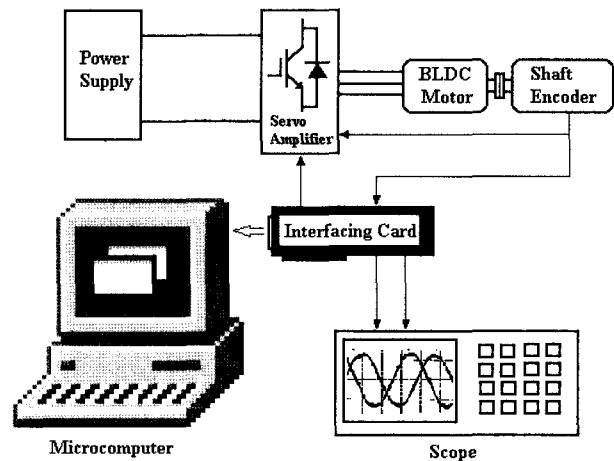 Power
Supply
Servo
Amplifier
BLDC
Motor
Shaft
Encoder
Interfacing Card
Microcomputer
Scope